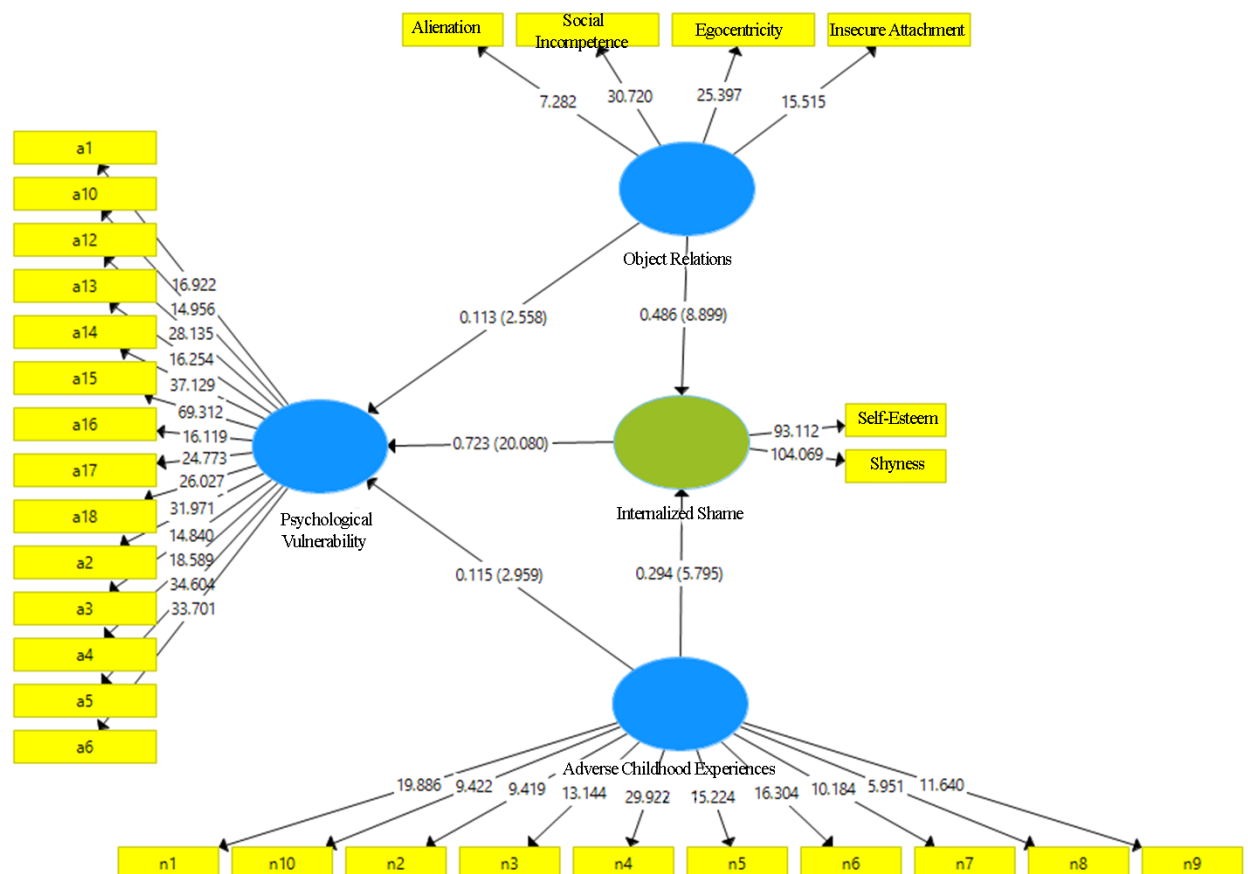 Alienation
Social
Incompetence
Egocentricity
Insecure Attachment
7.282
30.720
25.397
15.515
a1
a10
a12
a13
a14
a15
a16
a17
a18
a2
a3
a4
a5
a6
16.922
14.956
28.135
16.254
37.129
69.312
16.119
24.773
26.027
31.971
14.840
18.589
34.604
33.701
Object Relations
0.113 (2.558)
0.486 (8.899)
0.723 (20.080)
93.112
104.069
Self-Esteem
Shyness
Psychological
Vulnerability
Internalized Shame
0.115 (2.959)
0.294 (5.795)
Adverse Childhood Experiences
19.886
9.422
9.419
13.144
29.922
15.224
16.304
10.184
5.951
11.640
n1
n10
n2
n3
n4
n5
n6
n7
n8
n9